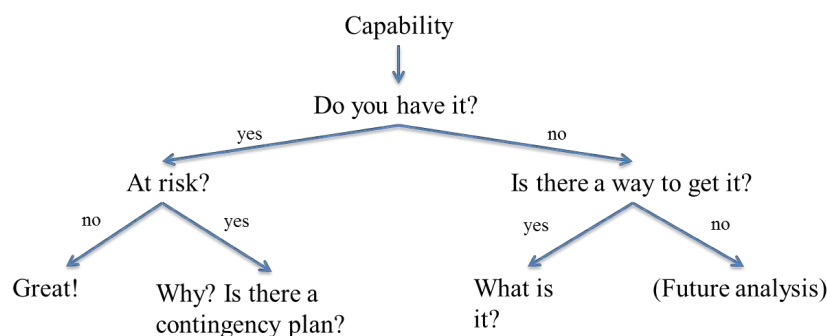 Capability
Do you have it?
yes
no
At risk?
Is there a way to get it?
no
yes
yes
no
Great!
Why? Is there a
contingency plan?
What is
it?
(Future analysis)